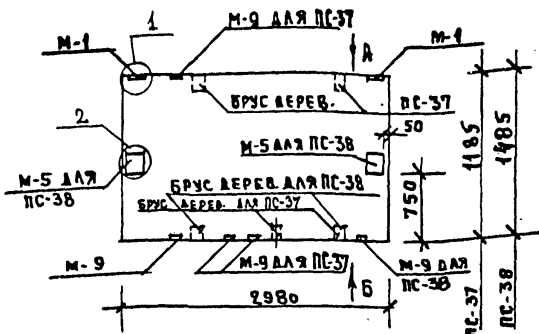 1
М-9 ДЛЯ ПС-37
М-1
А
М-1
БРУС ДЕРЕВ.
ПС-37
50
2
М-5 ДЛЯ ПС-38
М-5 ДЛЯ
ПС-38
БРУС ДЕРЕВ. ДЛЯ ПС-38
БРУС ДЕРЕВ. ДЛЯ ПС-37
750
1185
1485
М-9
М-9 ДЛЯ ПС-37
М-9 ДЛЯ
ПС-38
2980
Б
ПС-37
ПС-38